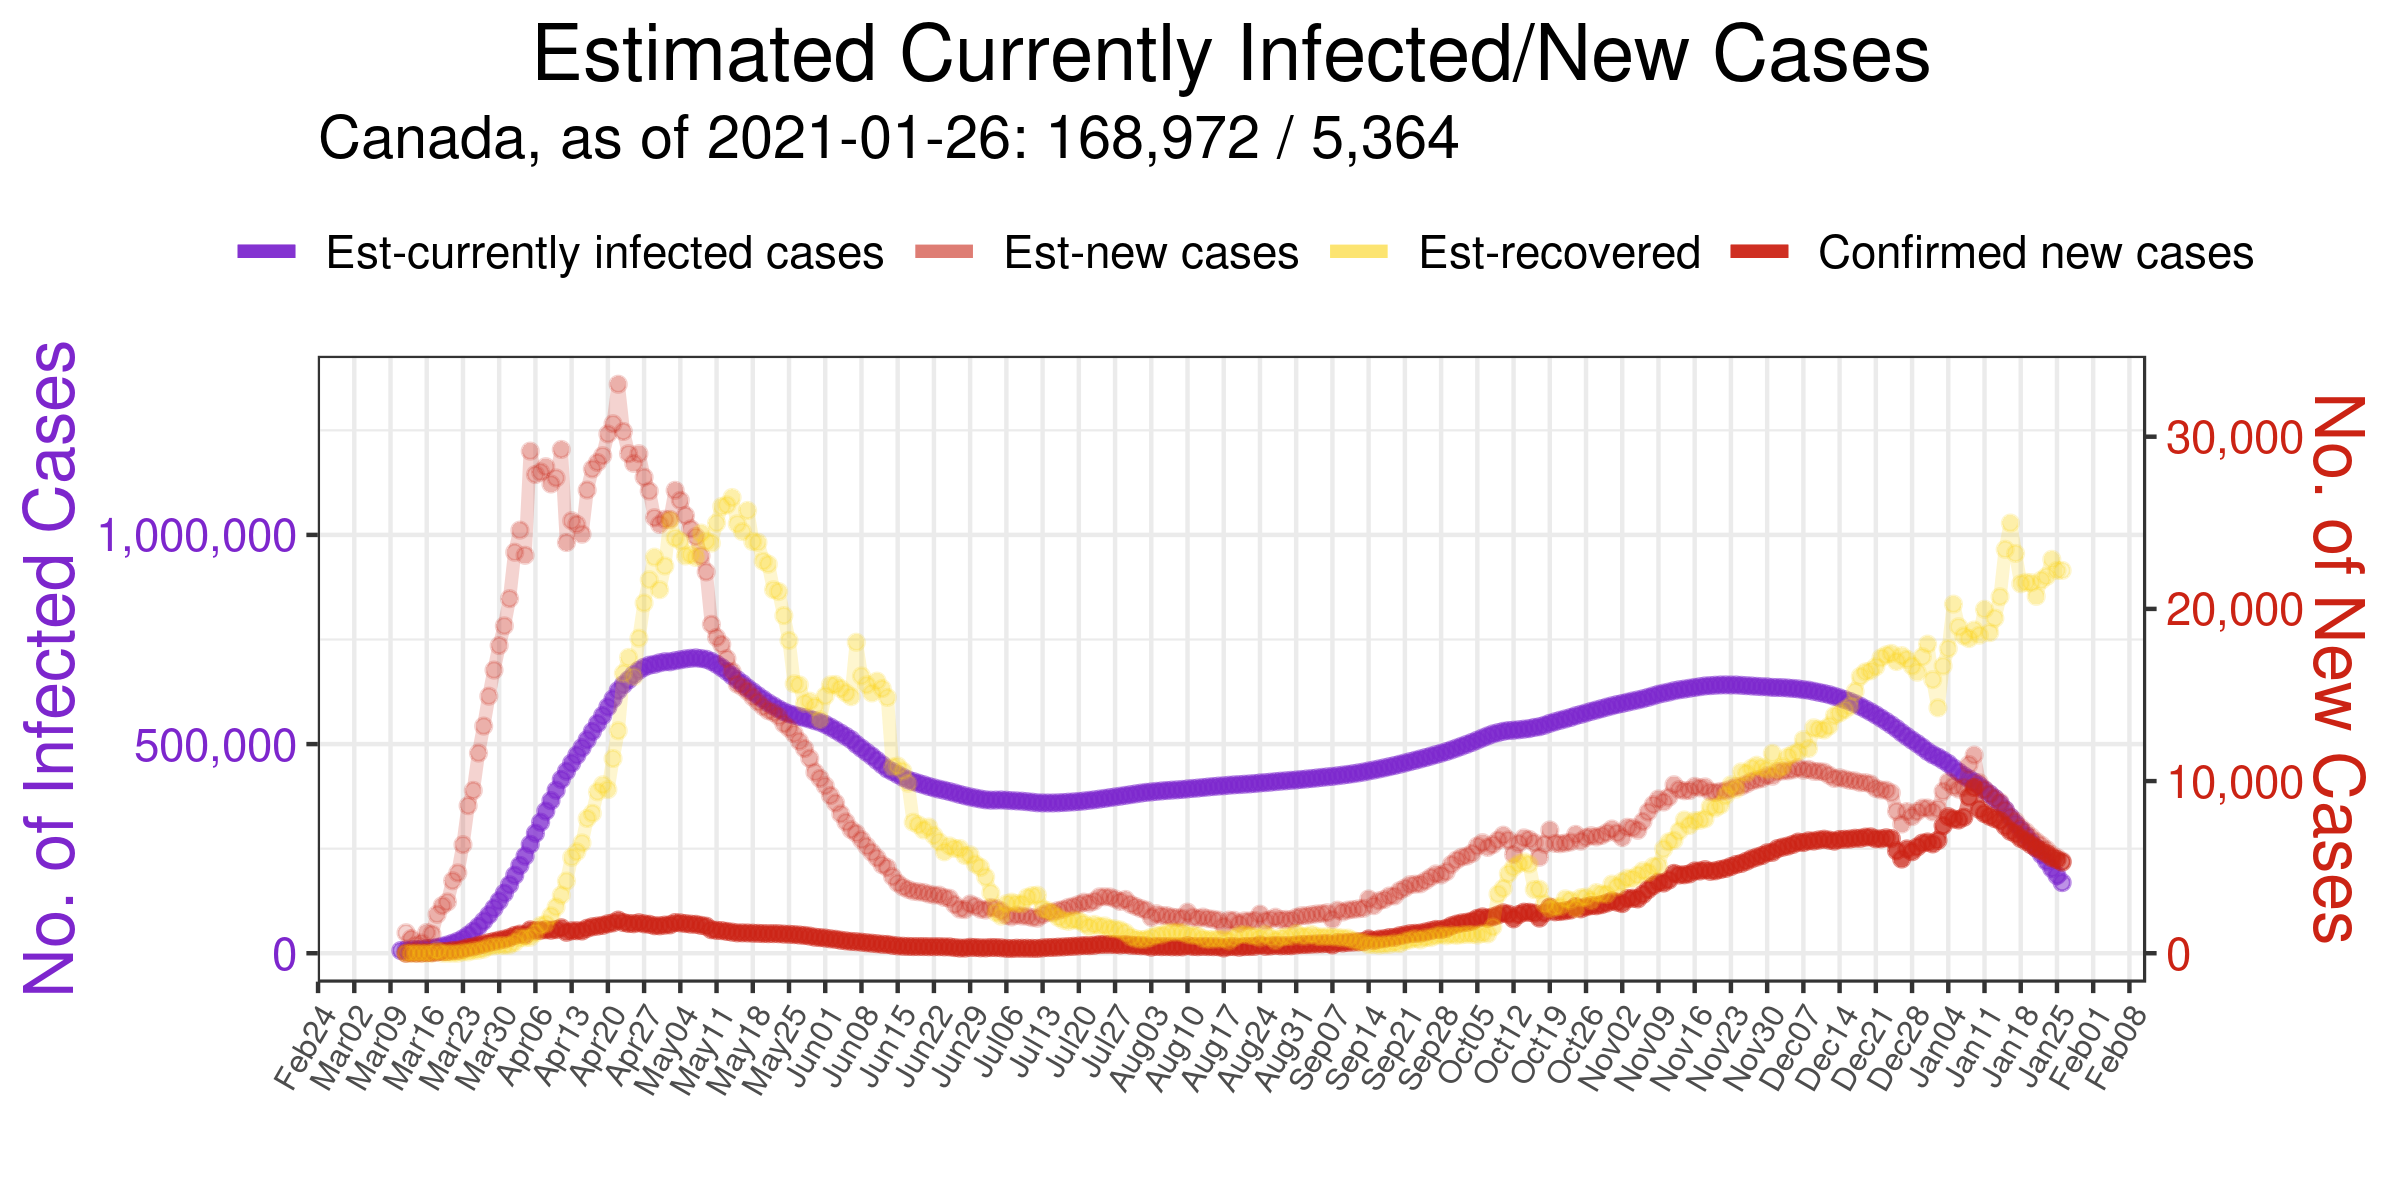 Estimated Currently Infected/New Cases
Canada, as of 2021-01-26: 168,972 / 5,364
Est-currently infected cases Est-new cases Est-recovered Confirmed new cases
No. of Infected Cases
1,000,000
500,000
0
30,000
20,000
10,000
0
No. of New Cases
Feb24 Mar02 Mar09 Mar16 Mar23 Mar30 Apr06 Apr13 Apr20 Apr27 May04 May11 May18 May25 Jun01 Jun08 Jun15 Jun22 Jun29 Jul06 Jul13 Jul20 Jul27 Aug03 Aug10 Aug17 Aug24 Aug31 Sep07 Sep14 Sep21 Sep28 Oct05 Oct12 Oct19 Oct26 Nov02 Nov09 Nov16 Nov23 Nov30 Dec07 Dec14 Dec21 Dec28 Jan04 Jan11 Jan18 Jan25 Feb01 Feb08